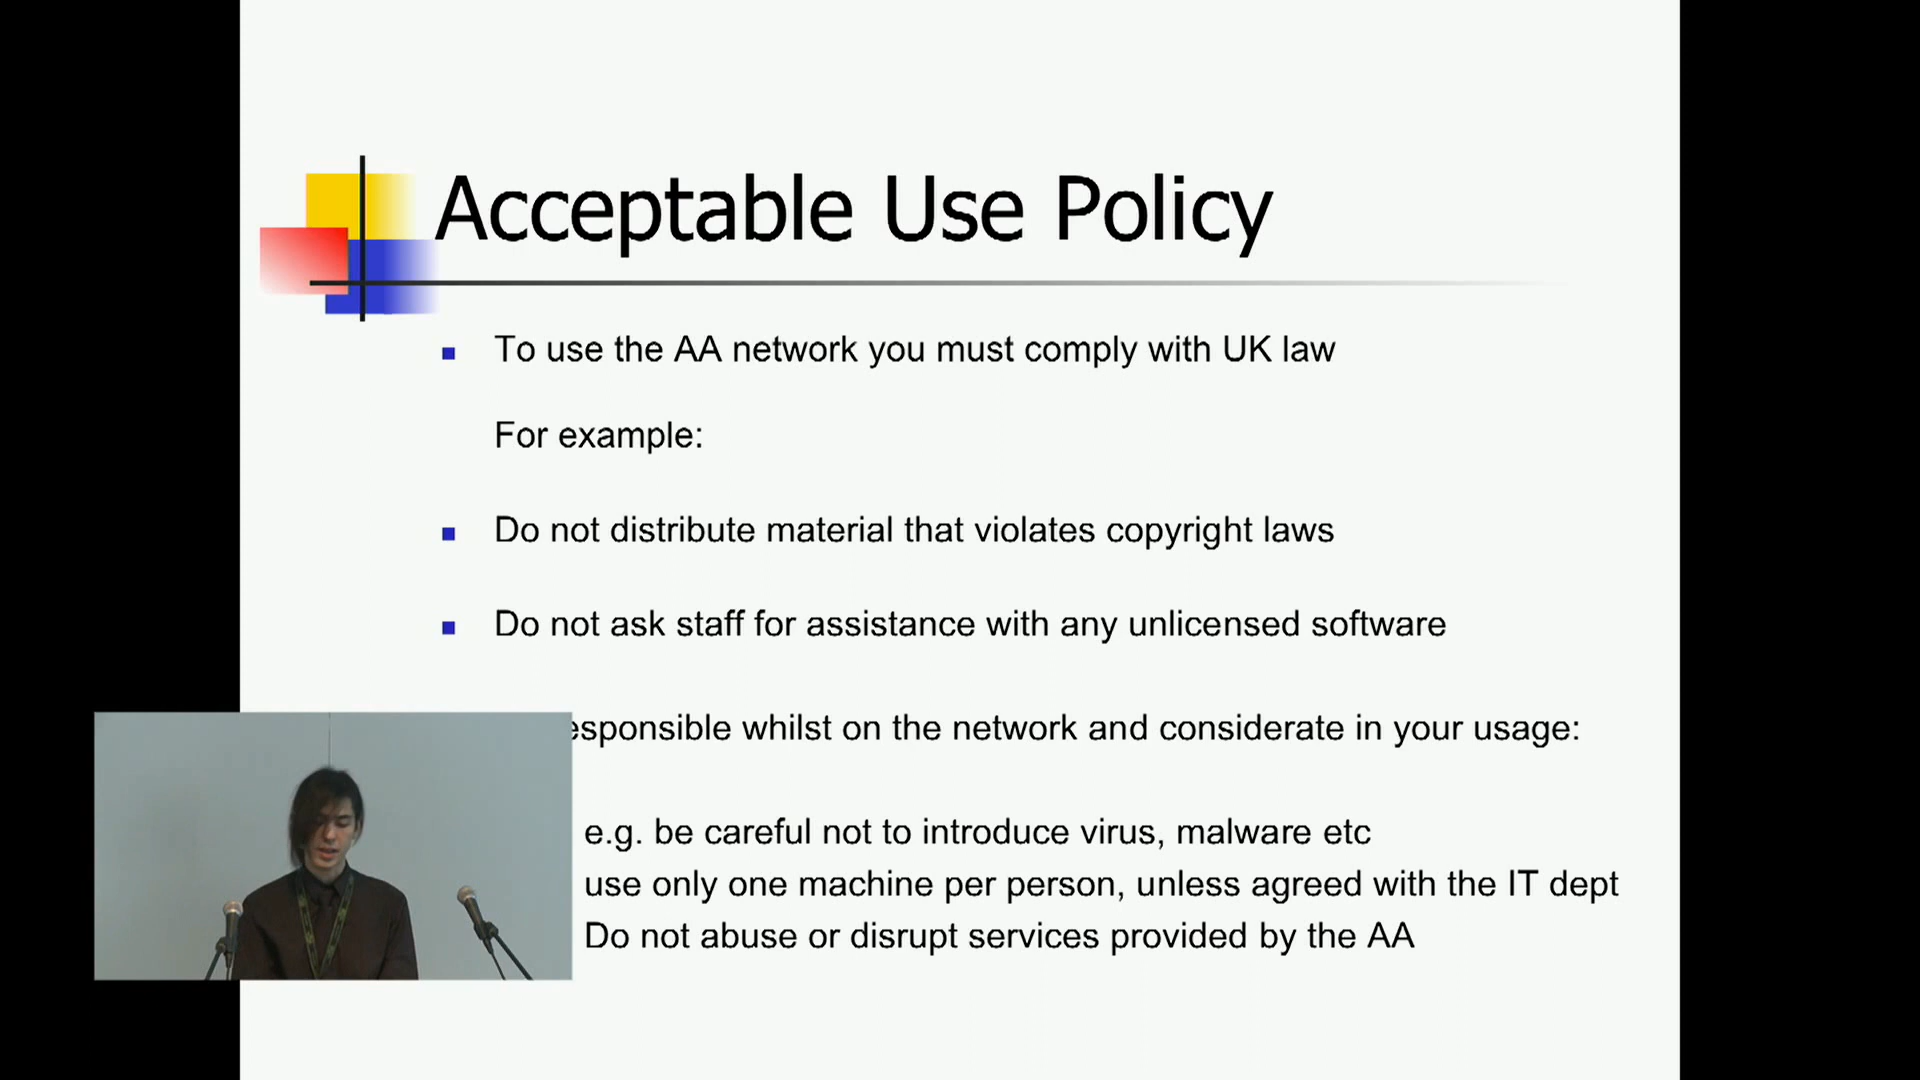 Acceptable Use Policy
To use the AA network you must comply with UK law
For example:
Do not distribute material that violates copyright laws
Do not ask staff for assistance with any unlicensed software
esponsible whilst on the network and considerate in your usage:
e.g. be careful not to introduce virus, malware etc
use only one machine per person, unless agreed with the IT dept
Do not abuse or disrupt services provided by the AA